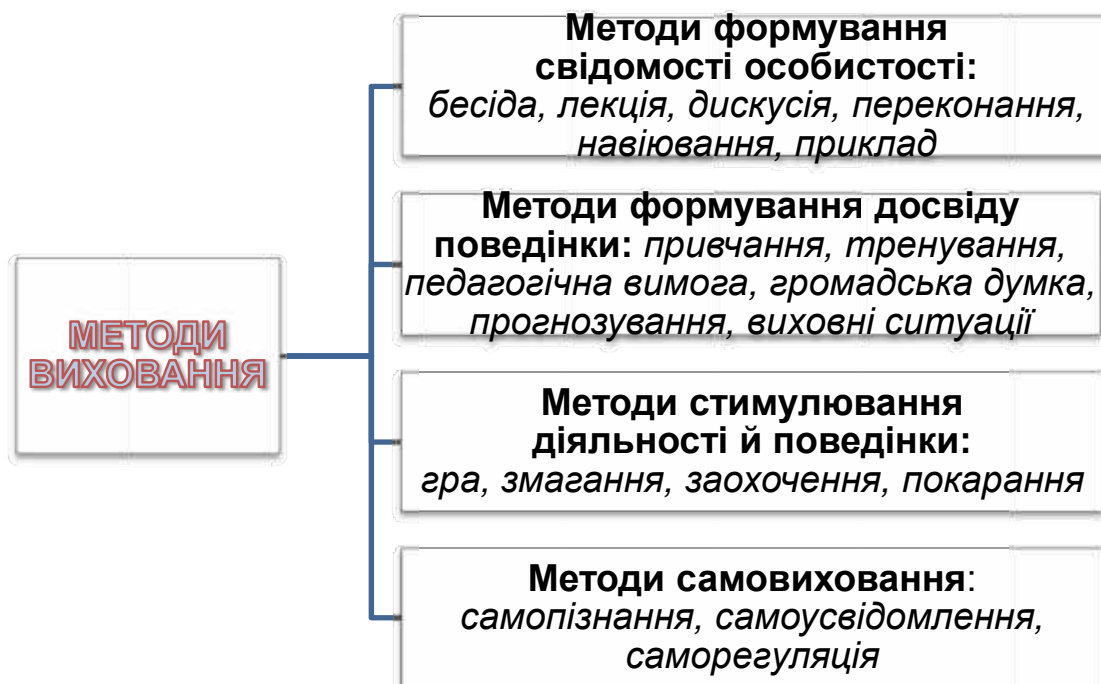 Методи формування
свідомості особистості:
бесіда, лекція, дискусія, переконання,
навіювання, приклад
Методи формування досвіду
поведінки: привчання, тренування,
педагогічна вимога, громадська думка,
прогнозування, виховні ситуації
МЕТОДИ
ВИХОВАННЯ
Методи стимулювання
діяльності й поведінки:
гра, змагання, заохочення, покарання
Методи самовиховання:
самопізнання, самоусвідомлення,
саморегуляція